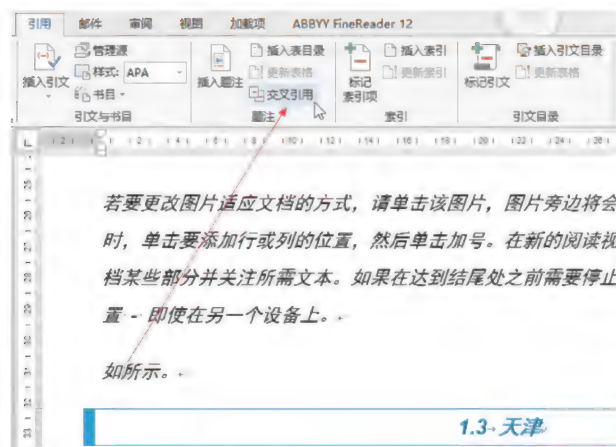 引用 邮件 审阅 视图 加载项 ABBYY FineReader 12
插入引文
管理源
样式: APA
书目
引文与书目
插入题注
插入表目录
更新表格
交叉引用
题注
标记
索引项
插入索引
更新索引
索引
标记引文
插入引文目录
更新表格
引文目录
若要更改图片适应文档的方式，请单击该图片，图片旁边将会
时，单击要添加行或列的位置，然后单击加号。在新的阅读视
档某些部分并关注所需文本。如果在达到结尾处之前需要停止
置 - 即使在另一个设备上。
如所示。
1.3 天津